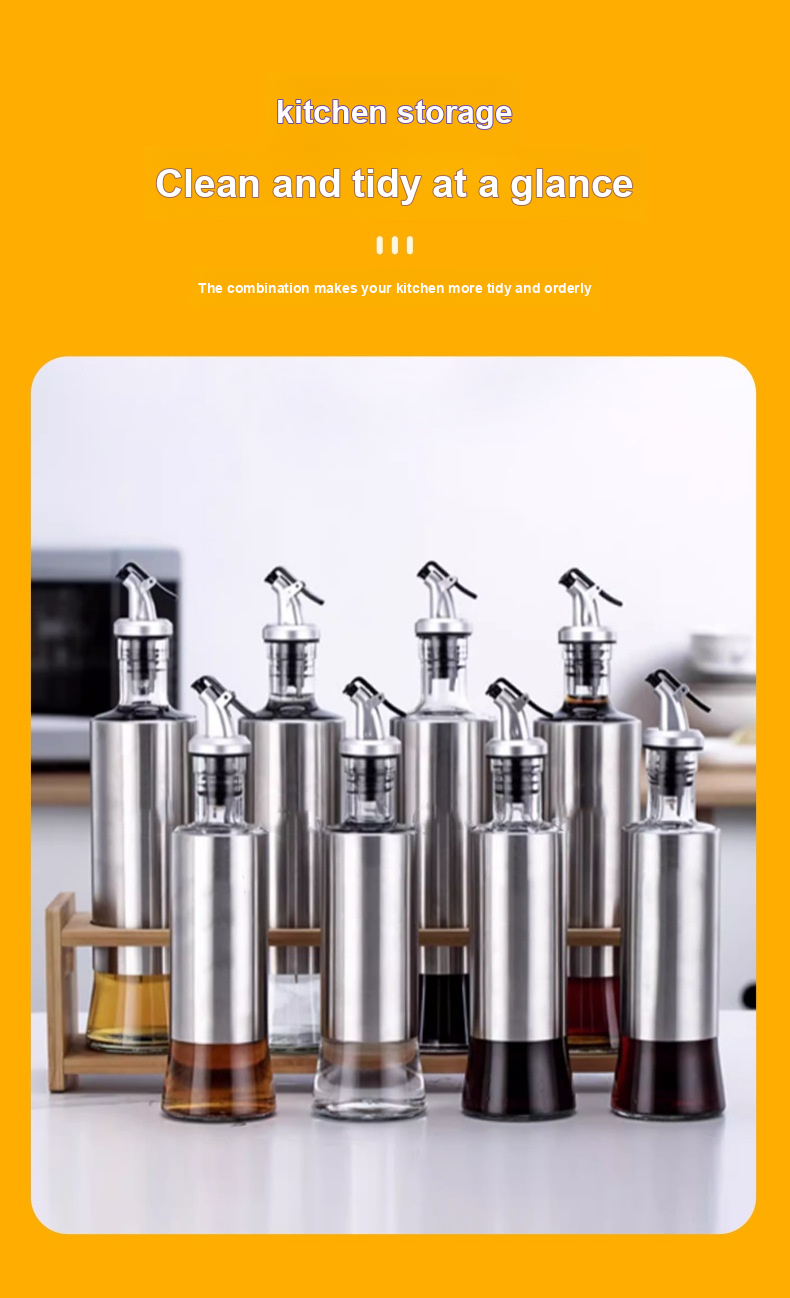 kitchen storage
Clean and tidy at a glance
The combination makes your kitchen more tidy and orderly